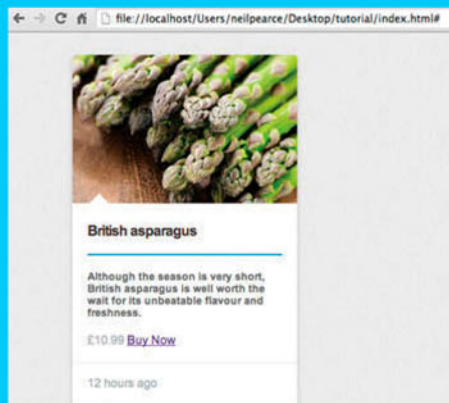 file://localhost/Users/neilpearce/Desktop/tutorial/index.html#
British asparagus
Although the season is very short,
British asparagus is well worth the
wait for its unbeatable flavour and
freshness.
£10.99 Buy Now
12 hours ago